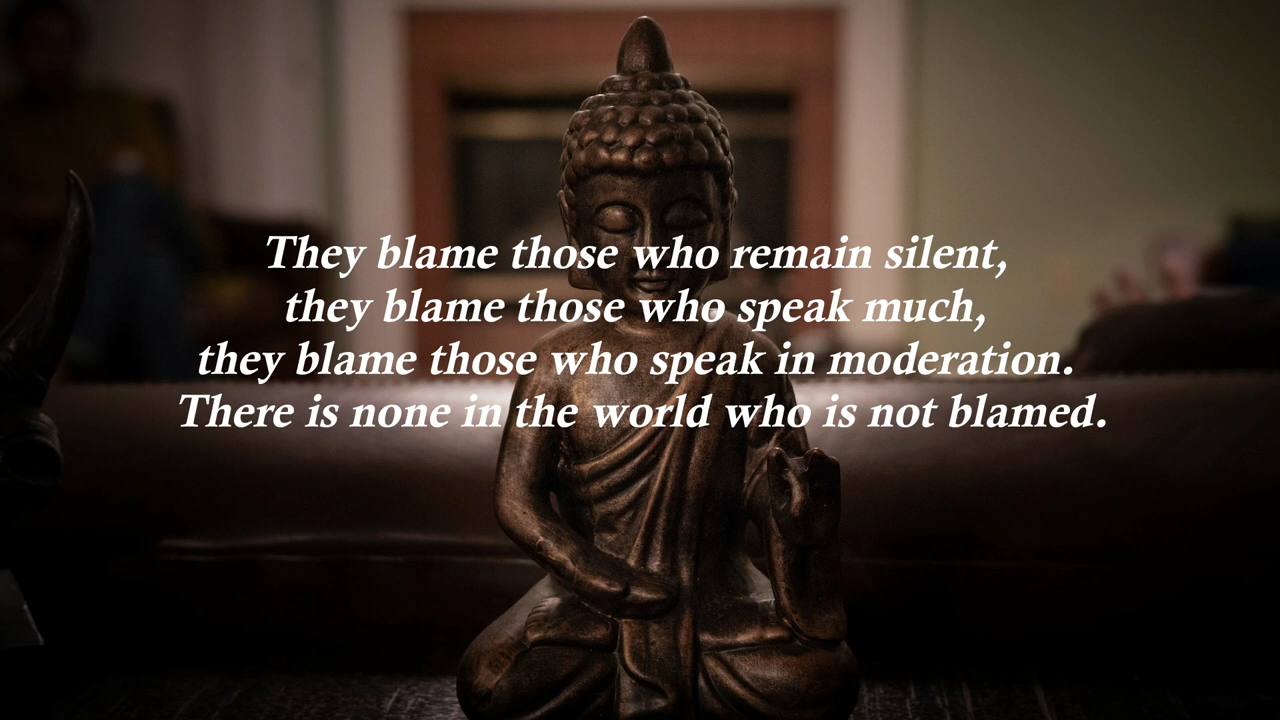 They blame those who remain silent,
they blame those who speak much,
they blame those who speak in moderation.
There is none in the world who is not blamed.